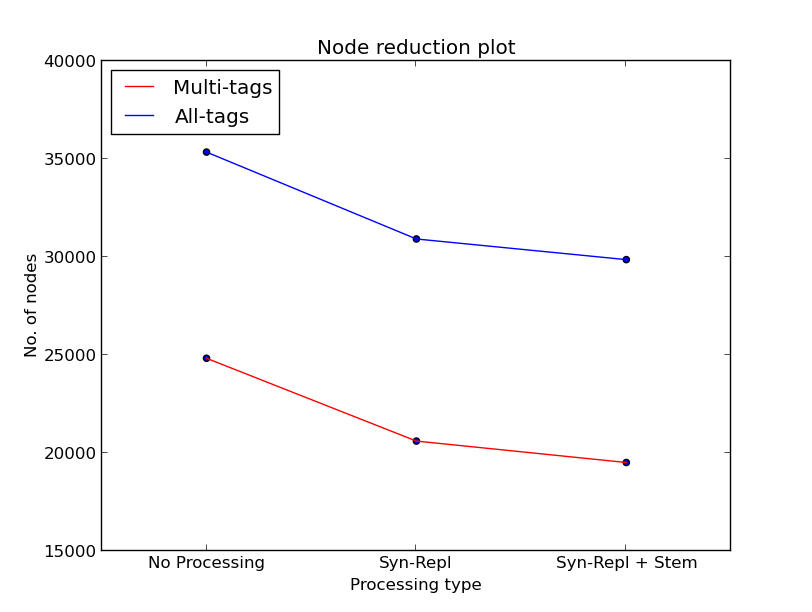 Node reduction plot
40000
35000
30000
25000
20000
15000
No. of nodes
Multi-tags
All-tags
No Processing
Syn-Repl
Syn-Repl + Stem
Processing type